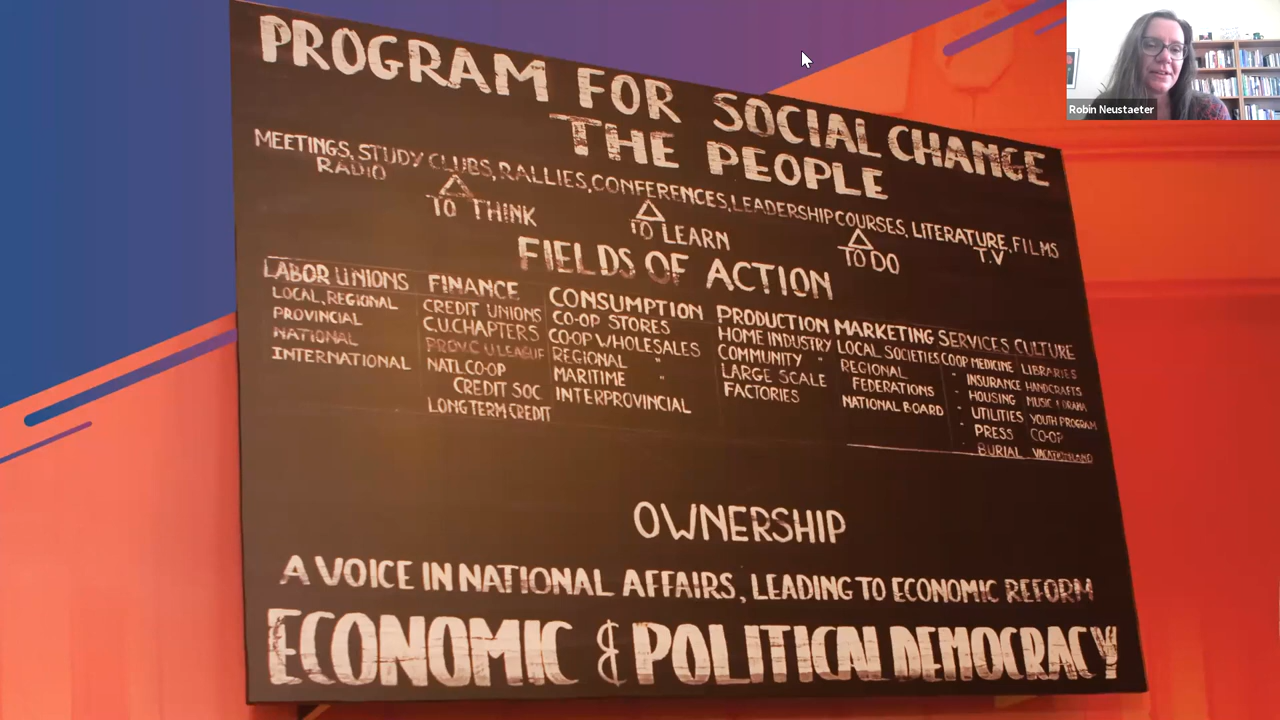 PROGRAM FOR SOCIAL CHANGE
THE PEOPLE
MEETINGS, STUDY CLUBS, RALLIES, CONFERENCES, LEADERSHIP COURSES, LITERATURE, FILMS
RADIO
T.V
TO THINK
TO LEARN
TO DO
FIELDS OF ACTION
LABOR UNIONS
LOCAL, REGIONAL
PROVINCIAL
NATIONAL
INTERNATIONAL
FINANCE
CREDIT UNIONS
C.U. CHAPTERS
PROV. C U LEAGUE
NATL CO-OP
CREDIT SOC
LONG TERM CREDIT
CONSUMPTION
CO-OP STORES
CO-OP WHOLESALES
REGIONAL
MARITIME "
INTERPROVINCIAL
PRODUCTION
HOME INDUSTRY
COMMUNITY "
LARGE SCALE
FACTORIES
MARKETING
LOCAL SOCIETIES
REGIONAL
FEDERATIONS
NATIONAL BOARD
SERVICES
COOP MEDICINE
" INSURANCE
" HOUSING
" UTILITIES
" PRESS
" BURIAL
CULTURE
LIBRARIES
HANDCRAFTS
MUSIC & DRAMA
YOUTH PROGRAM
CO-OP
VACATIONLAND
OWNERSHIP
A VOICE IN NATIONAL AFFAIRS, LEADING TO ECONOMIC REFORM
ECONOMIC & POLITICAL DEMOCRACY
Robin Neustaeter